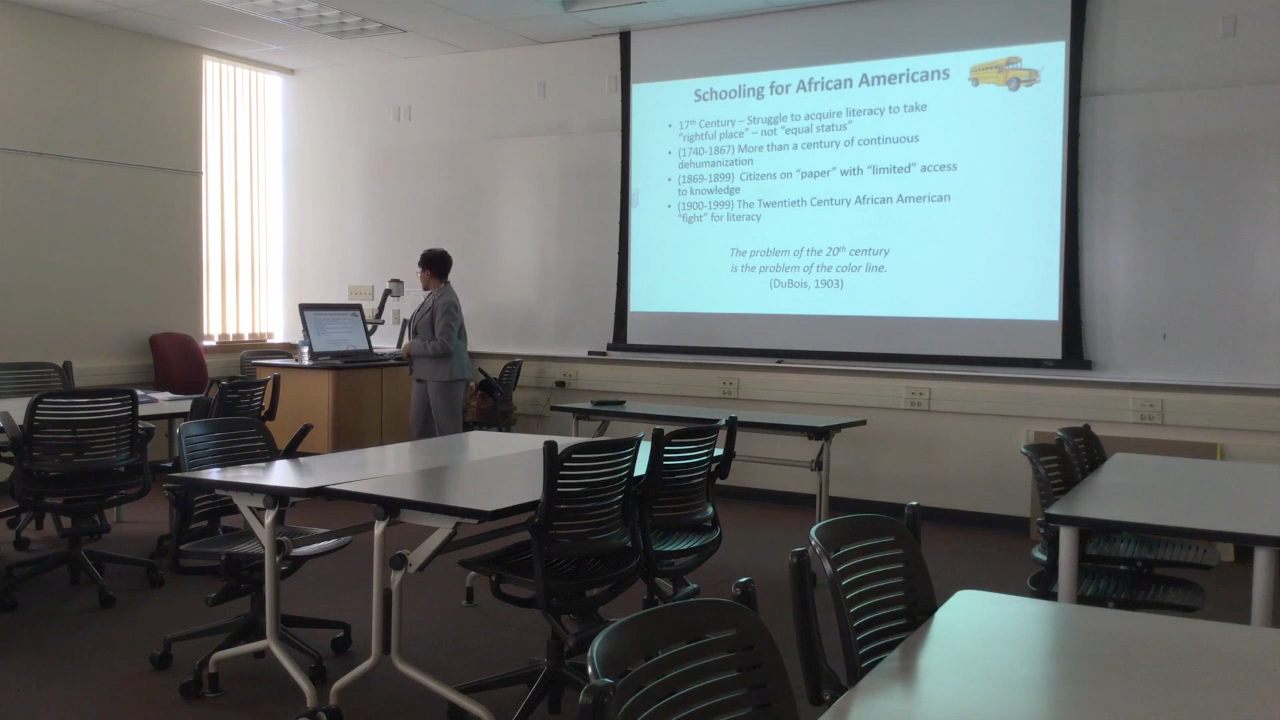 Schooling for African Americans
• 17th Century – Struggle to acquire literacy to take
"rightful place" – not "equal status"
• (1740-1867) More than a century of continuous
dehumanization
• (1869-1899) Citizens on "paper" with "limited" access
to knowledge
• (1900-1999) The Twentieth Century African American
"fight" for literacy
The problem of the 20th century
is the problem of the color line.
(DuBois, 1903)